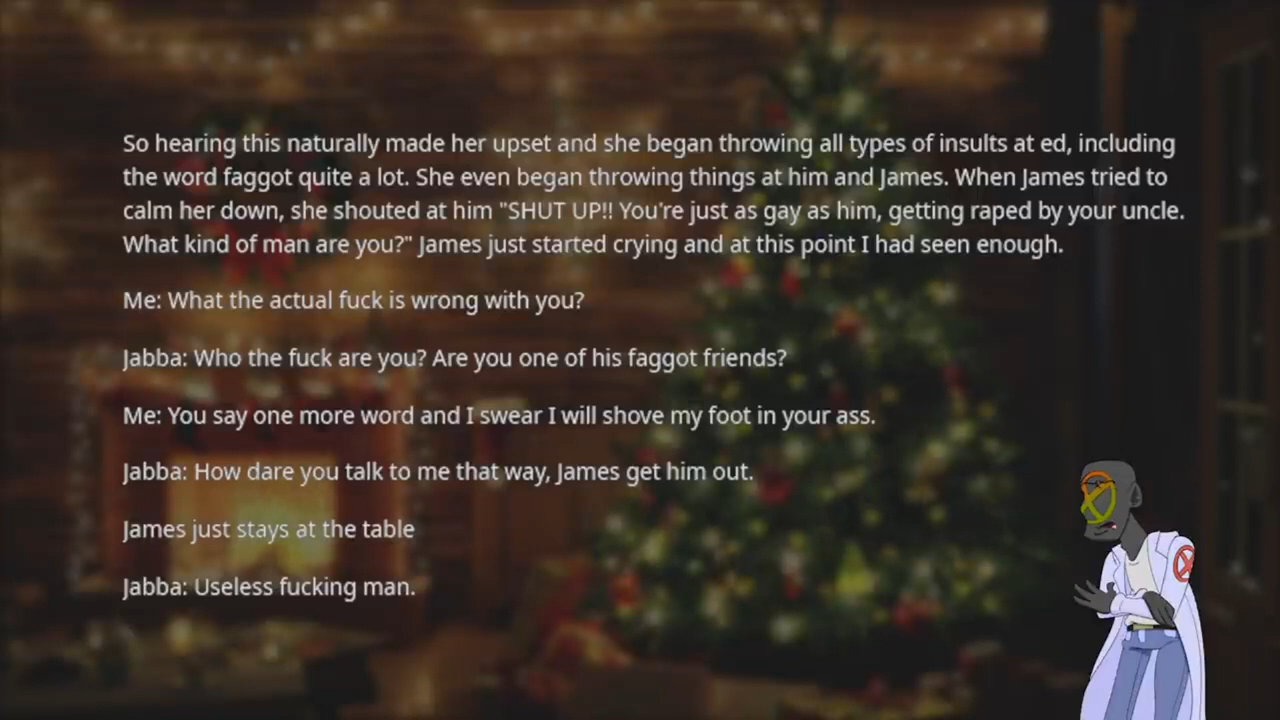 So hearing this naturally made her upset and she began throwing all types of insults at ed, including
the word faggot quite a lot. She even began throwing things at him and James. When James tried to
calm her down, she shouted at him "SHUT UP!! You're just as gay as him, getting raped by your uncle.
What kind of man are you?" James just started crying and at this point I had seen enough.
Me: What the actual fuck is wrong with you?
Jabba: Who the fuck are you? Are you one of his faggot friends?
Me: You say one more word and I swear I will shove my foot in your ass.
Jabba: How dare you talk to me that way, James get him out.
James just stays at the table
Jabba: Useless fucking man.